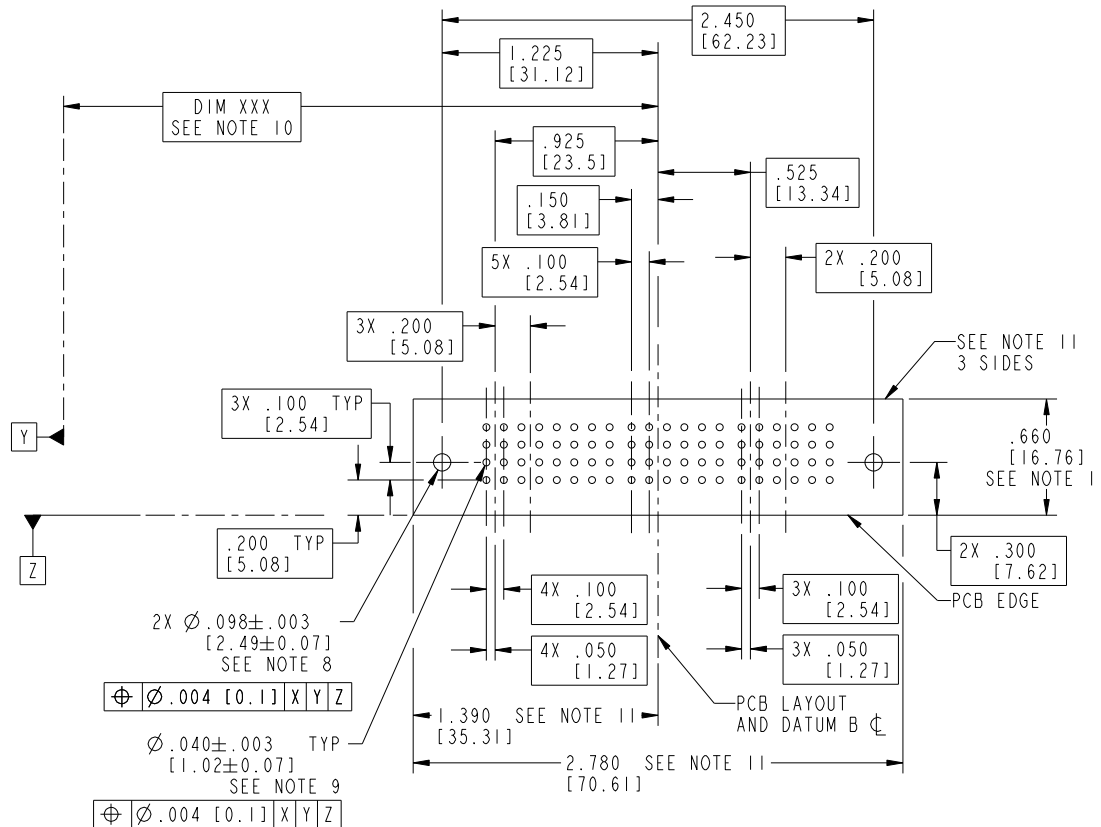 2.450
[62.23]
1.225
[31.12]
DIM XXX
SEE NOTE 10
.925
[23.5]
.525
[13.34]
.150
[3.81]
5X .100
[2.54]
2X .200
[5.08]
3X .200
[5.08]
SEE NOTE 11
3 SIDES
3X .100 TYP
[2.54]
Y
.660
[16.76]
SEE NOTE 1
.200 TYP
[5.08]
Z
2X .300
[7.62]
4X .100
[2.54]
3X .100
[2.54]
PCB EDGE
2X Ø.098±.003
[2.49±0.07]
SEE NOTE 8
4X .050
[1.27]
3X .050
[1.27]
⌖ Ø.004 [0.1] X Y Z
PCB LAYOUT
AND DATUM B ℄
1.390 SEE NOTE 11
[35.31]
Ø.040±.003 TYP
[1.02±0.07]
SEE NOTE 9
2.780 SEE NOTE 11
[70.61]
⌖ Ø.004 [0.1] X Y Z